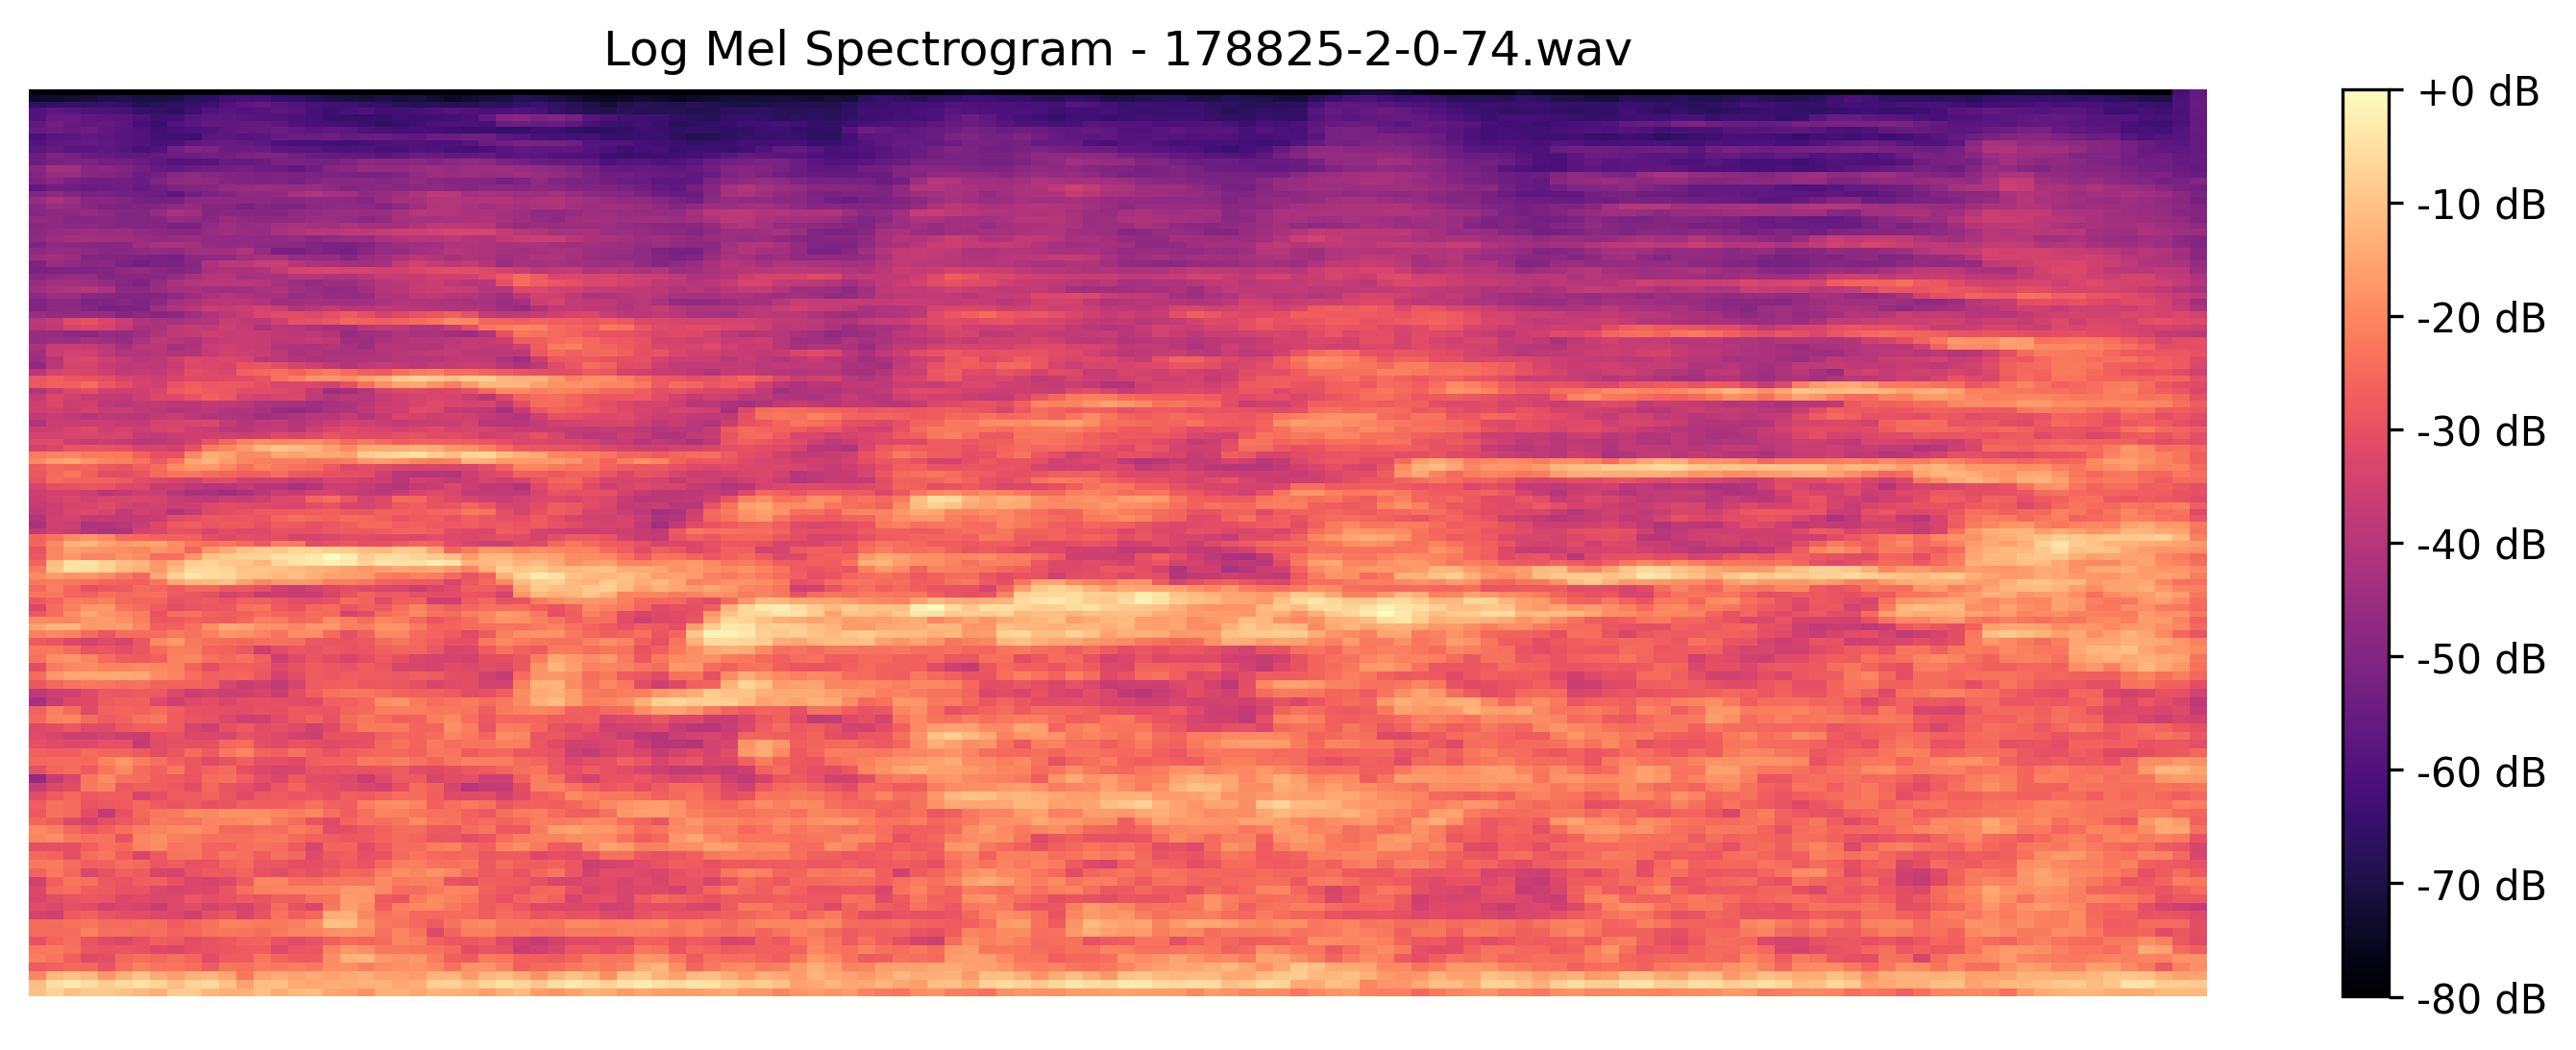 Log Mel Spectrogram - 178825-2-0-74.wav
+0 dB
-10 dB
-20 dB
-30 dB
-40 dB
-50 dB
-60 dB
-70 dB
-80 dB